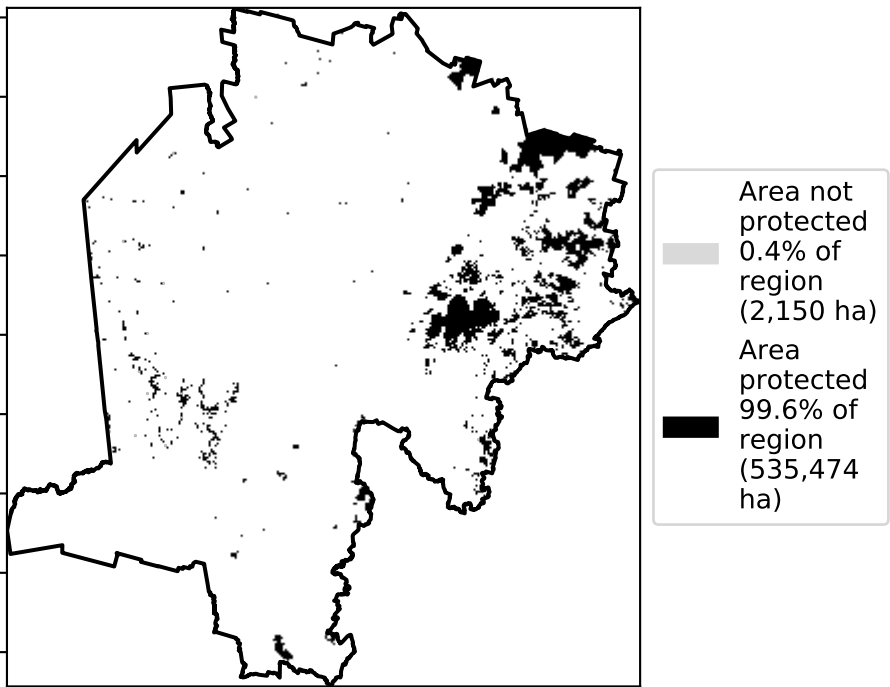 Area not
protected
0.4% of
region
(2,150 ha)
Area
protected
99.6% of
region
(535,474
ha)